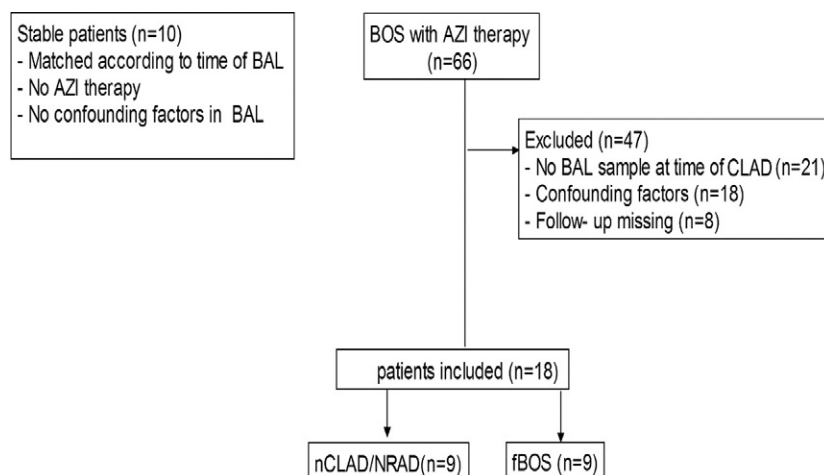 Stable patients (n=10)
- Matched according to time of BAL
- No AZI therapy
- No confounding factors in BAL
BOS with AZI therapy
(n=66)
Excluded (n=47)
- No BAL sample at time of CLAD (n=21)
- Confounding factors (n=18)
- Follow- up missing (n=8)
patients included (n=18)
nCLAD/NRAD(n=9)
fBOS (n=9)